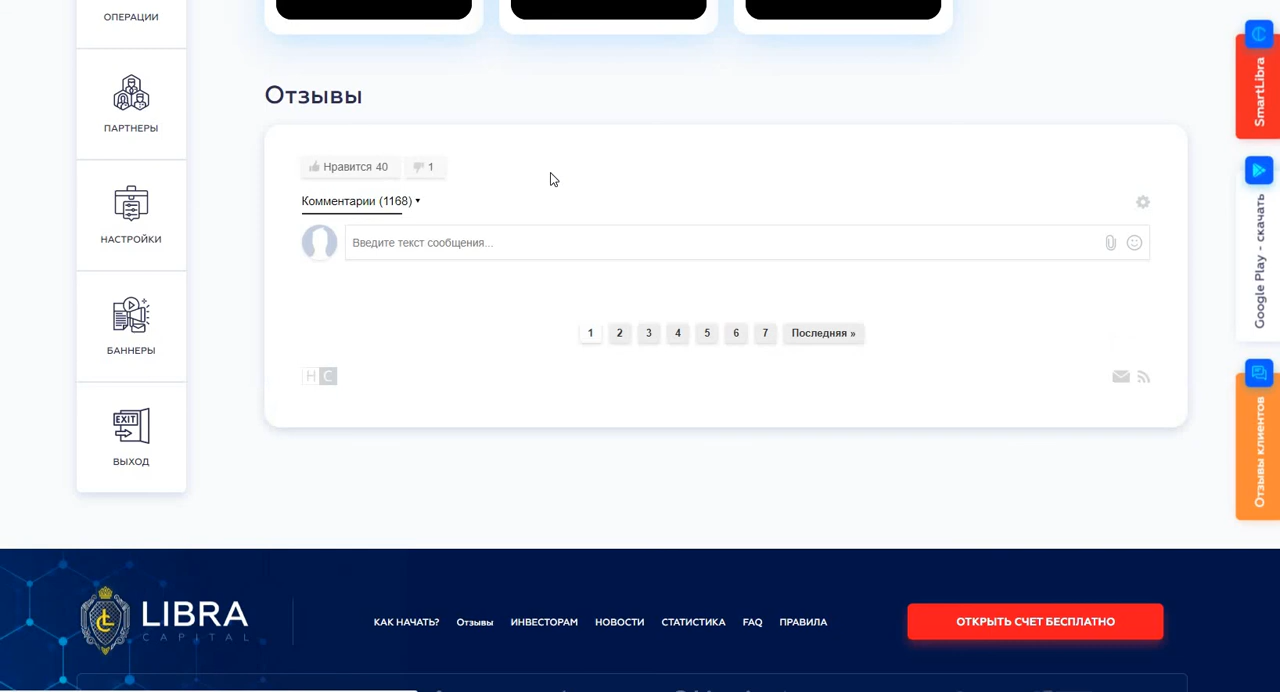 ОПЕРАЦИИ
ПАРТНЕРЫ
НАСТРОЙКИ
БАННЕРЫ
EXIT
ВЫХОД
Отзывы
Нравится 40
1
Комментарии (1168)
Введите текст сообщения...
1 2 3 4 5 6 7 Последняя »
HC
SmartLibra
Google Play - скачать
Отзывы клиентов
LIBRA
CAPITAL
КАК НАЧАТЬ? Отзывы ИНВЕСТОРАМ НОВОСТИ СТАТИСТИКА FAQ ПРАВИЛА
ОТКРЫТЬ СЧЕТ БЕСПЛАТНО